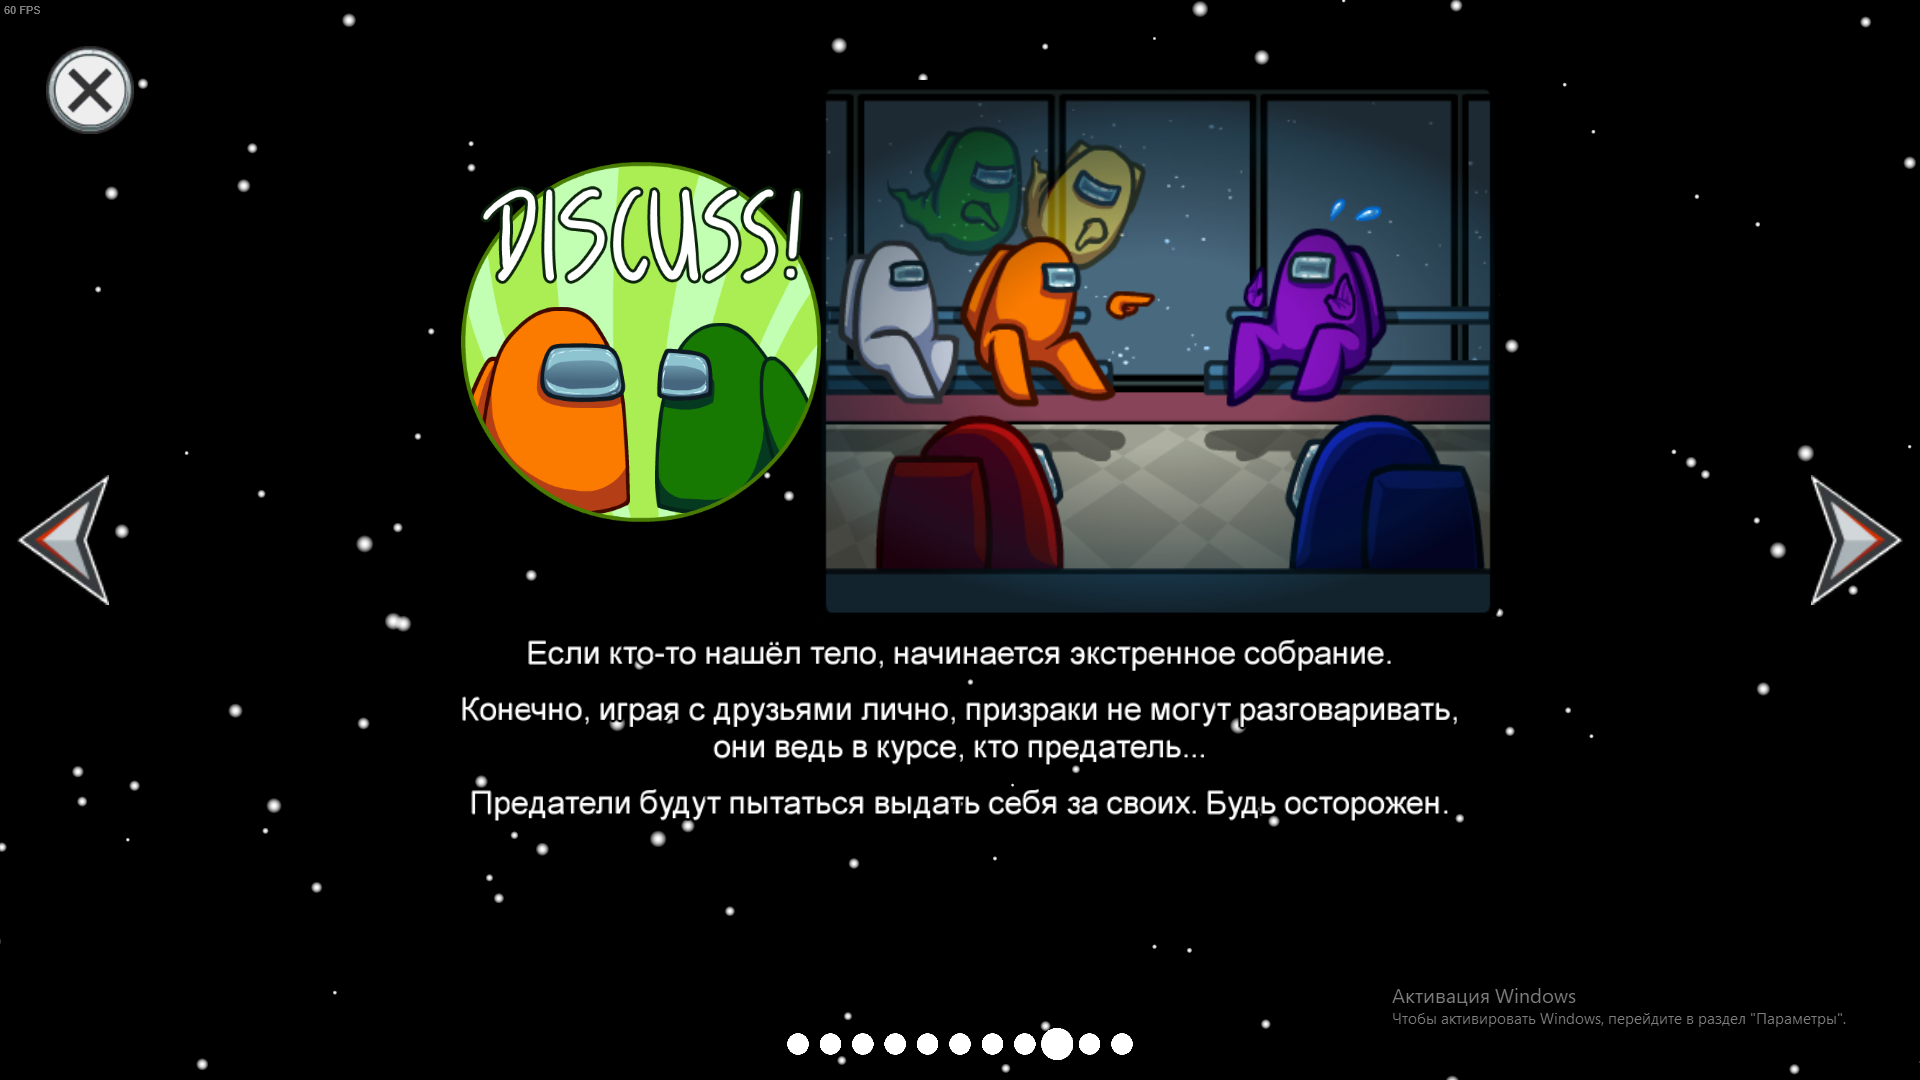 60 FPS
DISCUSS!
Если кто-то нашёл тело, начинается экстренное собрание.
Конечно, играя с друзьями лично, призраки не могут разговаривать,
они ведь в курсе, кто предатель...
Предатели будут пытаться выдать себя за своих. Будь осторожен.
Активация Windows
Чтобы активировать Windows, перейдите в раздел "Параметры".